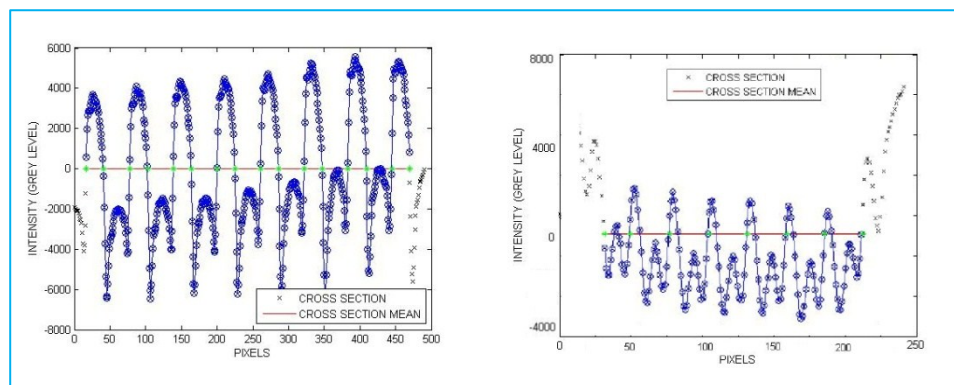 6000
4000
2000
0
-2000
-4000
-6000
-8000
0 50 100 150 200 250 300 350 400 450 500
INTENSITY (GREY LEVEL)
PIXELS
CROSS SECTION
CROSS SECTION MEAN
8000
4000
0
-4000
0 50 100 150 200 250
INTENSITY (GREY LEVEL)
PIXELS
CROSS SECTION
CROSS SECTION MEAN